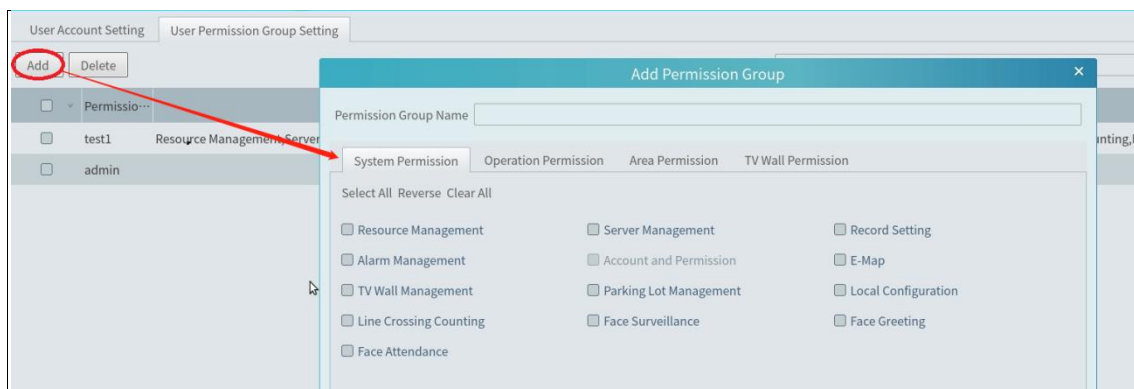 User Account Setting User Permission Group Setting
Add Delete
Add Permission Group ×
Permissio···
Permission Group Name
test1 Resource Management,Server
unting,
System Permission Operation Permission Area Permission TV Wall Permission
admin
Select All Reverse Clear All
Resource Management Server Management Record Setting
Alarm Management Account and Permission E-Map
TV Wall Management Parking Lot Management Local Configuration
Line Crossing Counting Face Surveillance Face Greeting
Face Attendance